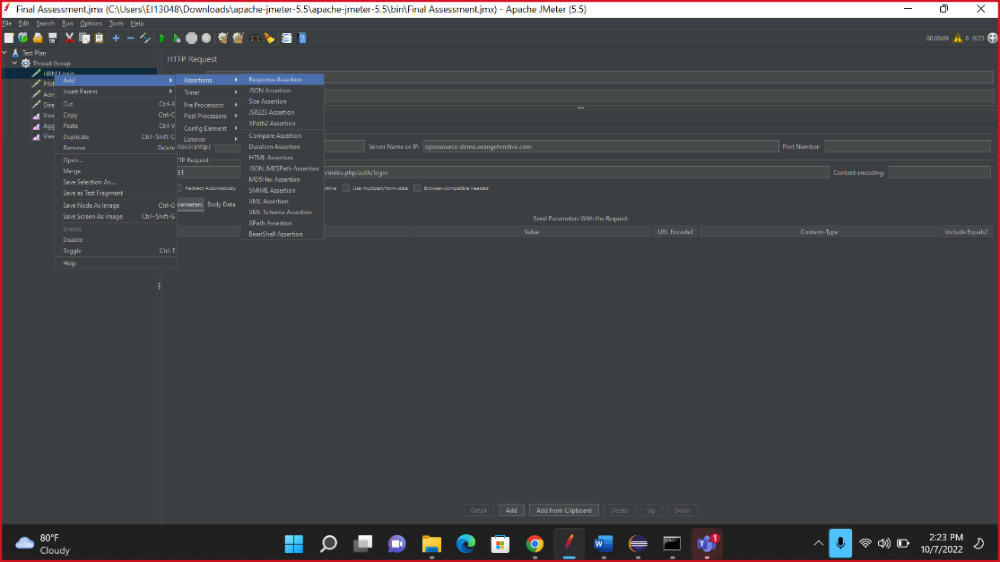 Final Assessment.jmx (C:\Users\EI13048\Downloads\apache-jmeter-5.5\apache-jmeter-5.5\bin\Final Assessment.jmx) - Apache JMeter (5.5)
File Edit Search Run Options Tools Help
00:00:09 0 0/25
Test Plan
Thread Group
HRM Login
PIM
Adm
Dire
View
Agg
View
Add
Insert Parent
Cut Ctrl-X
Copy Ctrl-C
Paste Ctrl-V
Duplicate Ctrl+Shift-C
Remove Delete
Open...
Merge
Save Selection As...
Save as Test Fragment
Save Node As Image Ctrl-G
Save Screen As Image Ctrl+Shift-G
Enable
Disable
Toggle Ctrl-T
Help
Assertions
Timer
Pre Processors
Post Processors
Config Element
Listener
Response Assertion
JSON Assertion
Size Assertion
JSR223 Assertion
XPath2 Assertion
Compare Assertion
Duration Assertion
HTML Assertion
JSON JMESPath Assertion
MD5Hex Assertion
SMIME Assertion
XML Assertion
XML Schema Assertion
XPath Assertion
BeanShell Assertion
HTTP Request
otocol [http]: Server Name or IP: opensource-demo.orangehrmlive.com Port Number:
TTP Request
ET /index.php/auth/login Content encoding:
Redirect Automatically Alive Use multipart/form-data Browser-compatible headers
arameters Body Data
Send Parameters With the Request:
Value URL Encode? Content-Type Include Equals?
Detail Add Add from Clipboard Delete Up Down
80°F
Cloudy
1
2:23 PM
10/7/2022